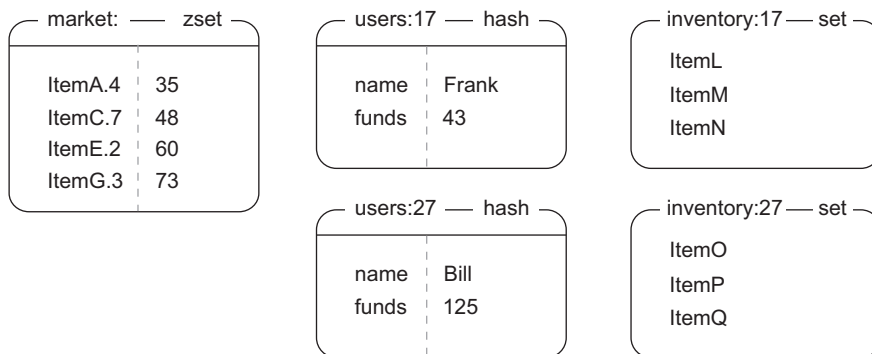 market: zset
ItemA.4 35
ItemC.7 48
ItemE.2 60
ItemG.3 73
users:17 hash
name Frank
funds 43
inventory:17 set
ItemL
ItemM
ItemN
users:27 hash
name Bill
funds 125
inventory:27 set
ItemO
ItemP
ItemQ